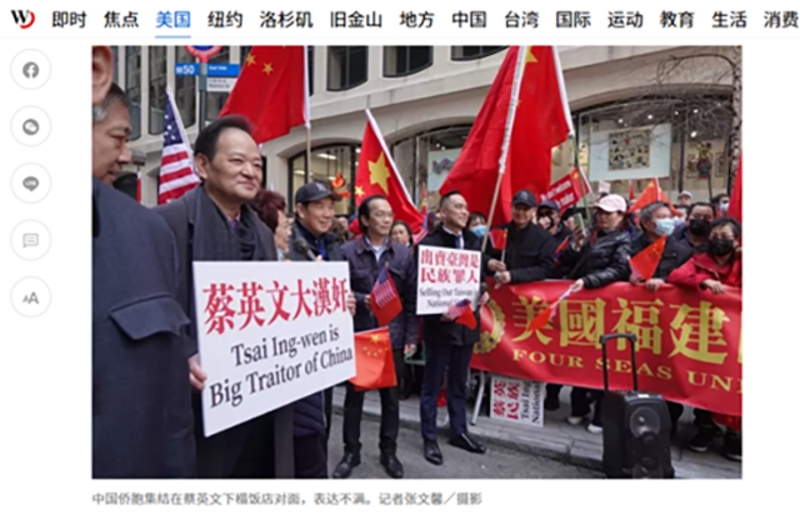 即时 焦点 美国 纽约 洛杉矶 旧金山 地方 中国 台湾 国际 运动 教育 生活 消费
M50
蔡英文大漢奸
Tsai Ing-wen is
Big Traitor of China
出賣臺灣是
民族罪人
Selling Out Taiwan
National
美國福建
FOUR SEAS UN
蔡英
民族
Tsai Ing
National
中国侨胞集结在蔡英文下榻饭店对面，表达不满。记者张文馨／摄影